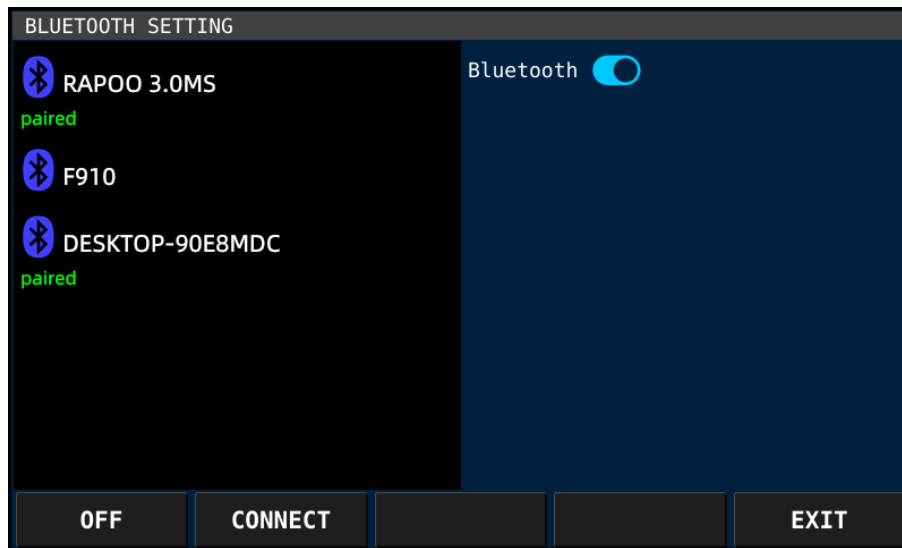 BLUETOOTH SETTING
RAPOO 3.0MS
paired
F910
DESKTOP-90E8MDC
paired
Bluetooth
OFF
CONNECT
EXIT